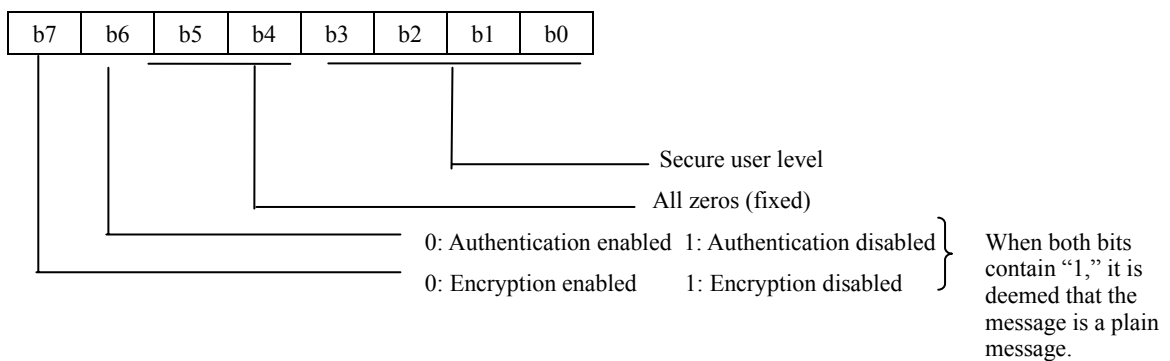 b7 b6 b5 b4 b3 b2 b1 b0
Secure user level
All zeros (fixed)
0: Authentication enabled 1: Authentication disabled
0: Encryption enabled 1: Encryption disabled
When both bits
contain “1,” it is
deemed that the
message is a plain
message.